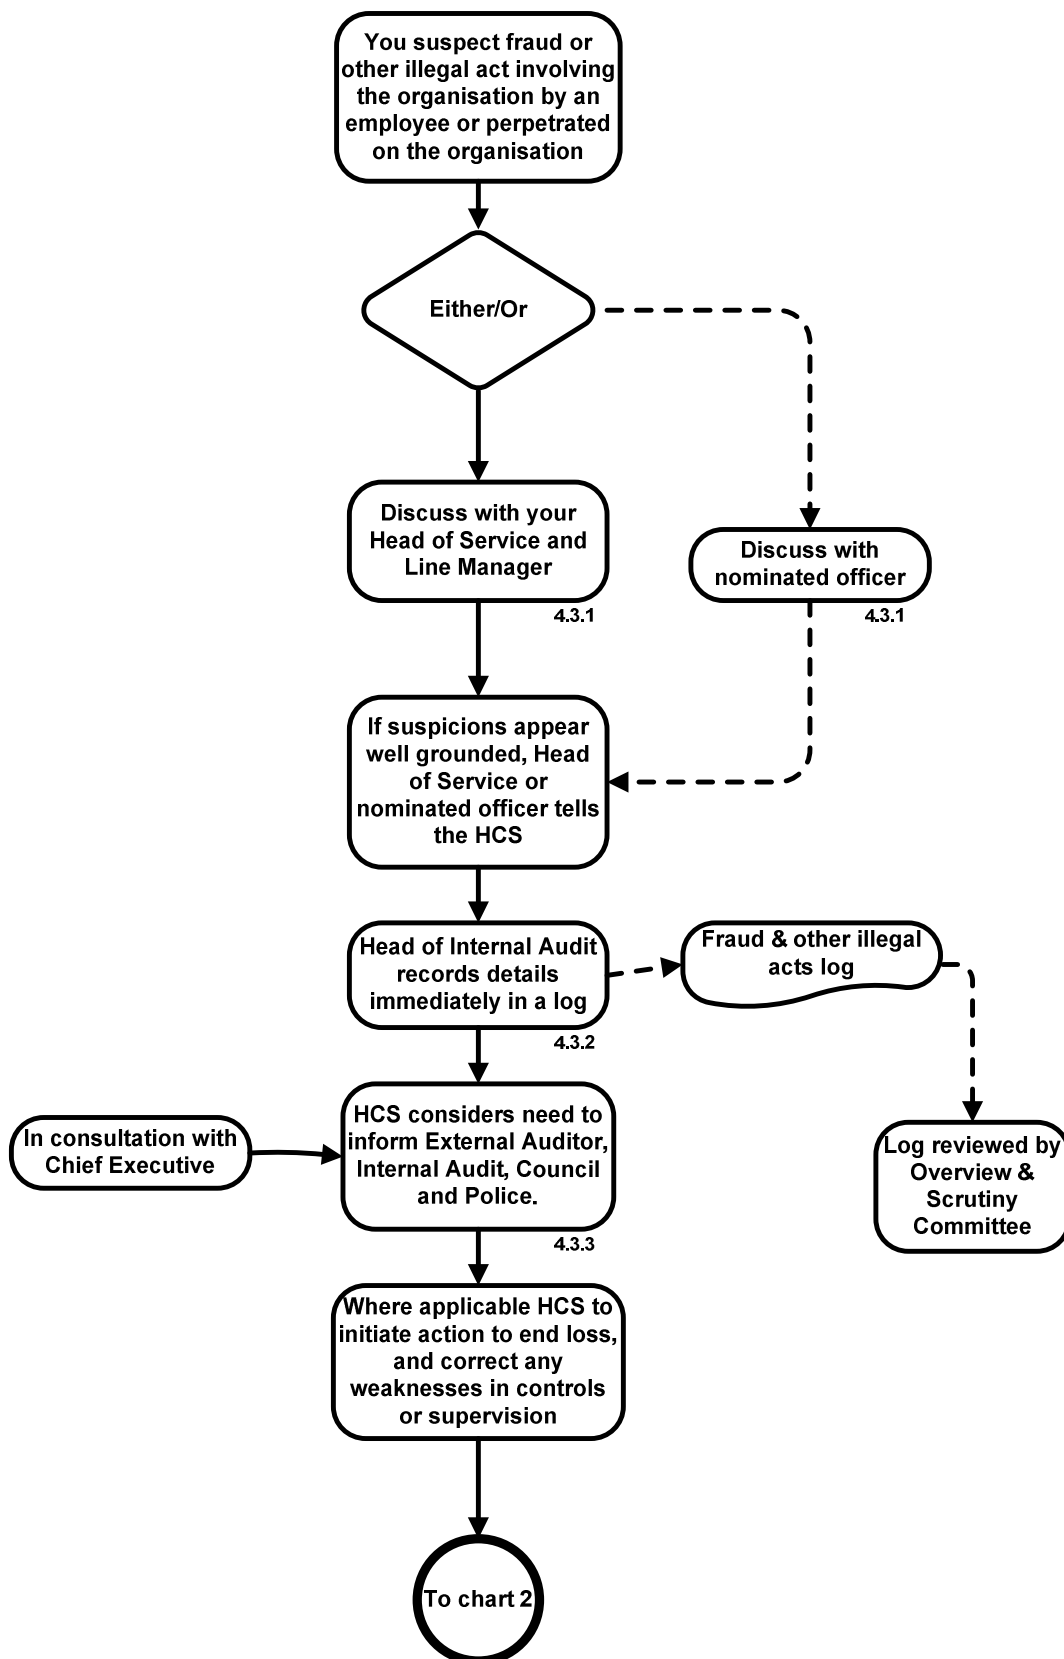 You suspect fraud or
other illegal act involving
the organisation by an
employee or perpetrated
on the organisation
Either/Or
Discuss with your
Head of Service and
Line Manager
4.3.1
Discuss with
nominated officer
4.3.1
If suspicions appear
well grounded, Head
of Service or
nominated officer tells
the HCS
Head of Internal Audit
records details
immediately in a log
4.3.2
Fraud & other illegal
acts log
In consultation with
Chief Executive
HCS considers need to
inform External Auditor,
Internal Audit, Council
and Police.
4.3.3
Log reviewed by
Overview &
Scrutiny
Committee
Where applicable HCS to
initiate action to end loss,
and correct any
weaknesses in controls
or supervision
To chart 2